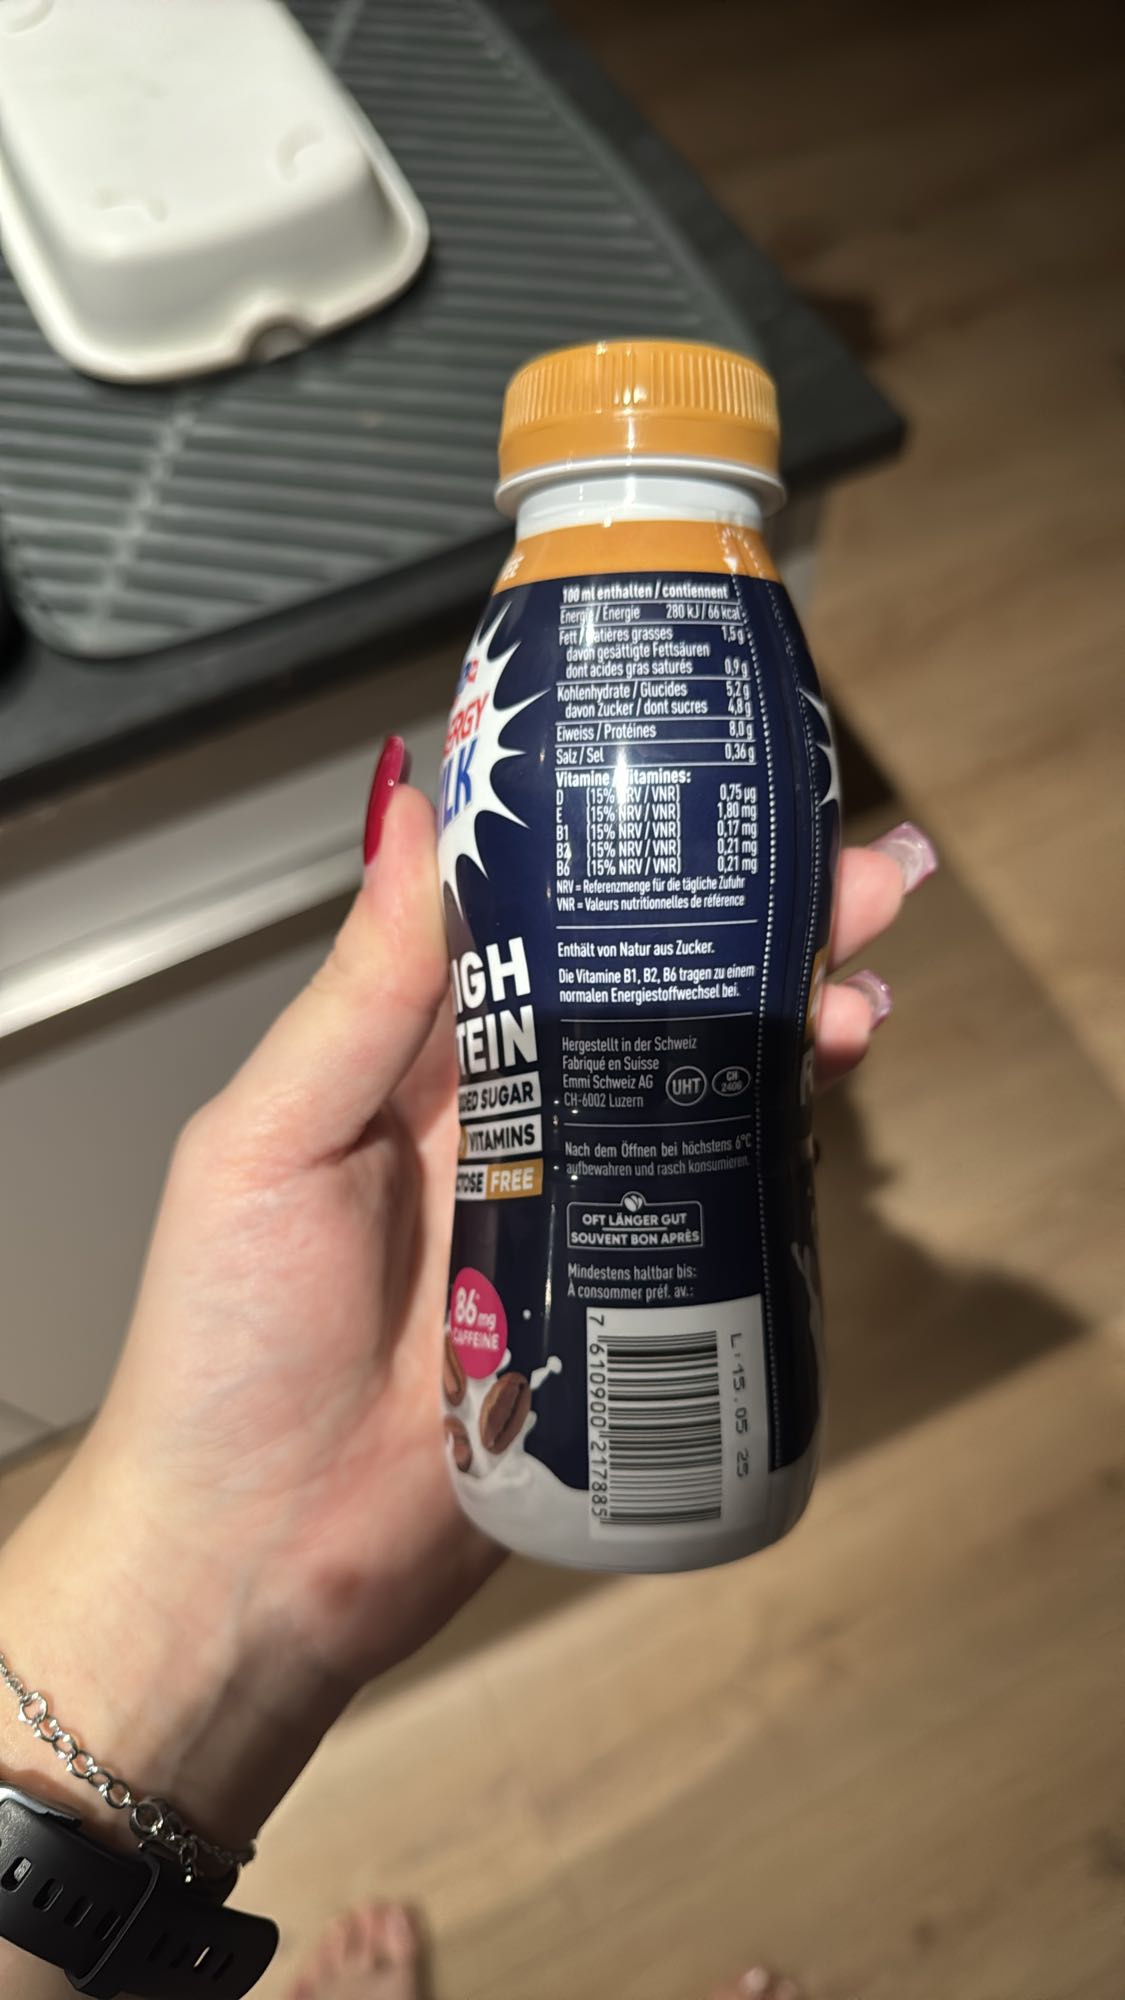 100 ml enthalten / contiennent
Energie / Énergie 280 kJ / 66 kcal
Fett / Matières grasses 1,5 g
davon gesättigte Fettsäuren
dont acides gras saturés 0,9 g
Kohlenhydrate / Glucides 5,2 g
davon Zucker / dont sucres 4,8 g
Eiweiss / Protéines 8,0 g
Salz / Sel 0,36 g
Vitamine / Vitamines:
D (15% NRV / VNR) 0,75 µg
E (15% NRV / VNR) 1,80 mg
B1 (15% NRV / VNR) 0,17 mg
B2 (15% NRV / VNR) 0,21 mg
B6 (15% NRV / VNR) 0,21 mg
NRV = Referenzmenge für die tägliche Zufuhr
VNR = Valeurs nutritionnelles de référence
Enthält von Natur aus Zucker.
Die Vitamine B1, B2, B6 tragen zu einem
normalen Energiestoffwechsel bei.
Hergestellt in der Schweiz
Fabriqué en Suisse
Emmi Schweiz AG
CH-6002 Luzern
UHT
CH
2406
Nach dem Öffnen bei höchstens 6°C
aufbewahren und rasch konsumieren.
OFT LÄNGER GUT
SOUVENT BON APRÈS
Mindestens haltbar bis:
À consommer préf. av.:
7 610900 217885
L:15.05 25
ERGY
LK
IGH
TEIN
DED SUGAR
VITAMINS
CTOSE FREE
86* mg
CAFFEINE